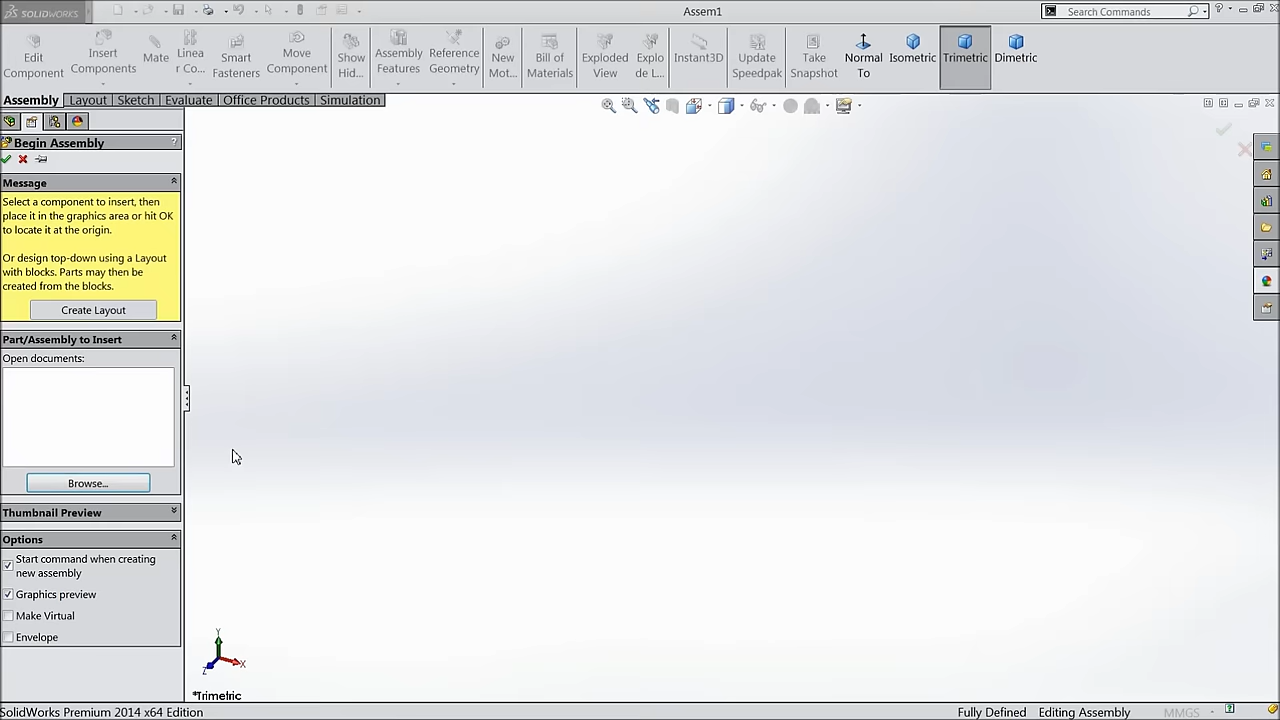 SOLIDWORKS
Assem1
Search Commands
Edit Component
Insert Components
Mate
Linea r Co...
Smart Fasteners
Move Component
Show Hid...
Assembly Features
Reference Geometry
New Mot...
Bill of Materials
Exploded View
Explo de L...
Instant3D
Update Speedpak
Take Snapshot
Normal To
Isometric
Trimetric
Dimetric
Assembly Layout Sketch Evaluate Office Products Simulation
Begin Assembly ?
Message
Select a component to insert, then
place it in the graphics area or hit OK
to locate it at the origin.
Or design top-down using a Layout
with blocks. Parts may then be
created from the blocks.
Create Layout
Part/Assembly to Insert
Open documents:
Browse...
Thumbnail Preview
Options
Start command when creating
new assembly
Graphics preview
Make Virtual
Envelope
Y
X
Z
*Trimetric
SolidWorks Premium 2014 x64 Edition
Fully Defined Editing Assembly MMGS - ?